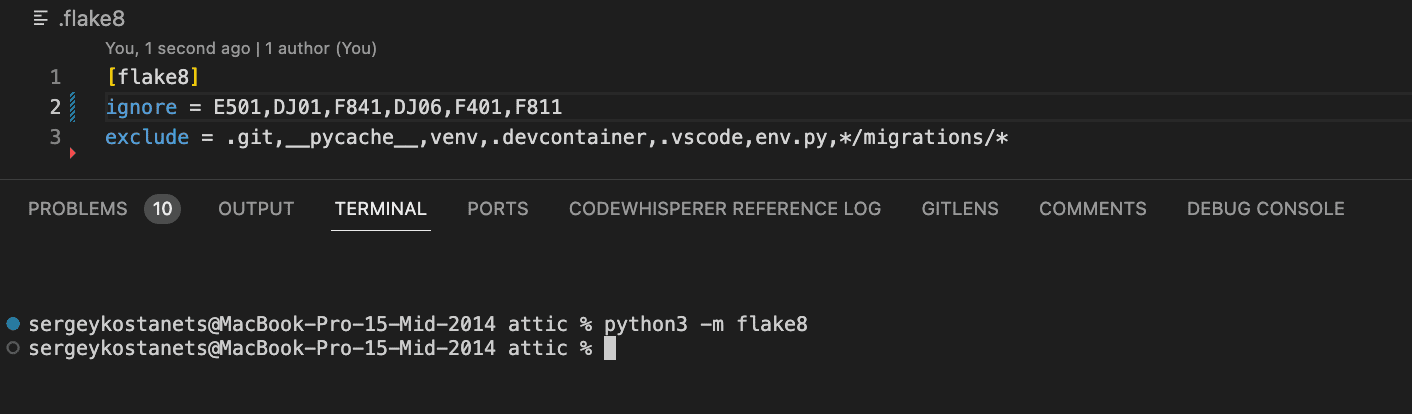 .flake8
You, 1 second ago | 1 author (You)
1 [flake8]
2 ignore = E501,DJ01,F841,DJ06,F401,F811
3 exclude = .git,__pycache__,venv,.devcontainer,.vscode,env.py,*/migrations/*
PROBLEMS 10 OUTPUT TERMINAL PORTS CODEWHISPERER REFERENCE LOG GITLENS COMMENTS DEBUG CONSOLE
sergeykostanets@MacBook-Pro-15-Mid-2014 attic % python3 -m flake8
sergeykostanets@MacBook-Pro-15-Mid-2014 attic %